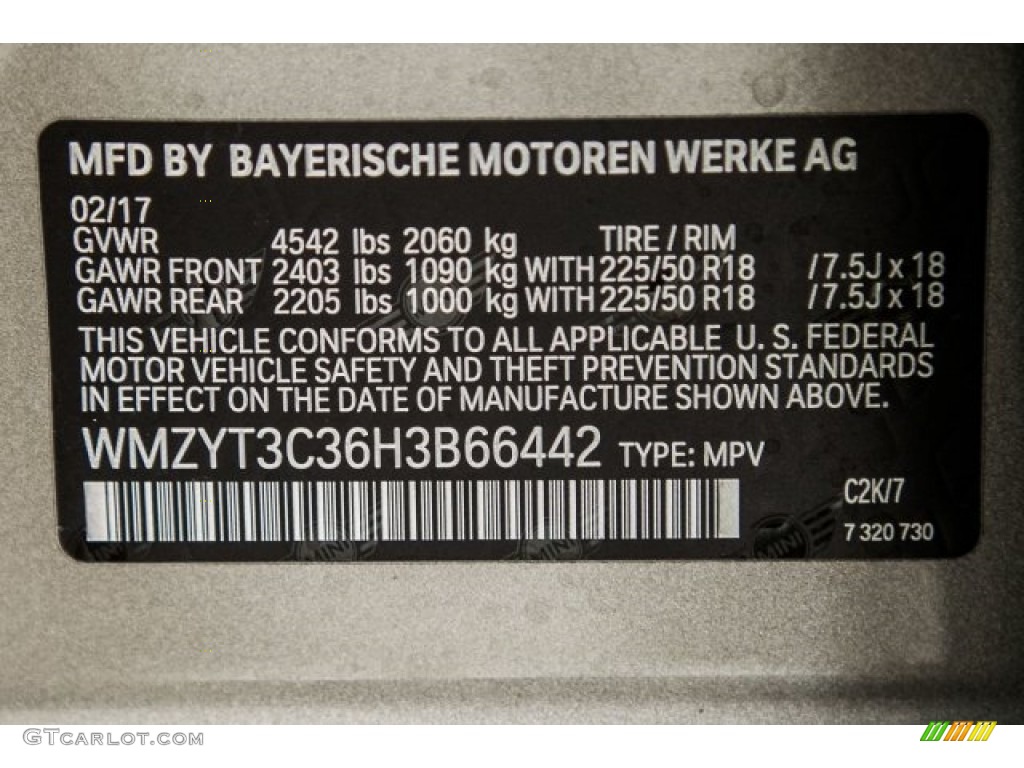 MFD BY BAYERISCHE MOTOREN WERKE AG
02/17
GVWR 4542 lbs 2060 kg TIRE / RIM
GAWR FRONT 2403 lbs 1090 kg WITH 225/50 R18 /7.5J x 18
GAWR REAR 2205 lbs 1000 kg WITH 225/50 R18 /7.5J x 18
THIS VEHICLE CONFORMS TO ALL APPLICABLE U. S. FEDERAL
MOTOR VEHICLE SAFETY AND THEFT PREVENTION STANDARDS
IN EFFECT ON THE DATE OF MANUFACTURE SHOWN ABOVE.
WMZYT3C36H3B66442 TYPE: MPV
C2K/7
MINI MINI MINI 7 320 730
GTCARLOT.COM